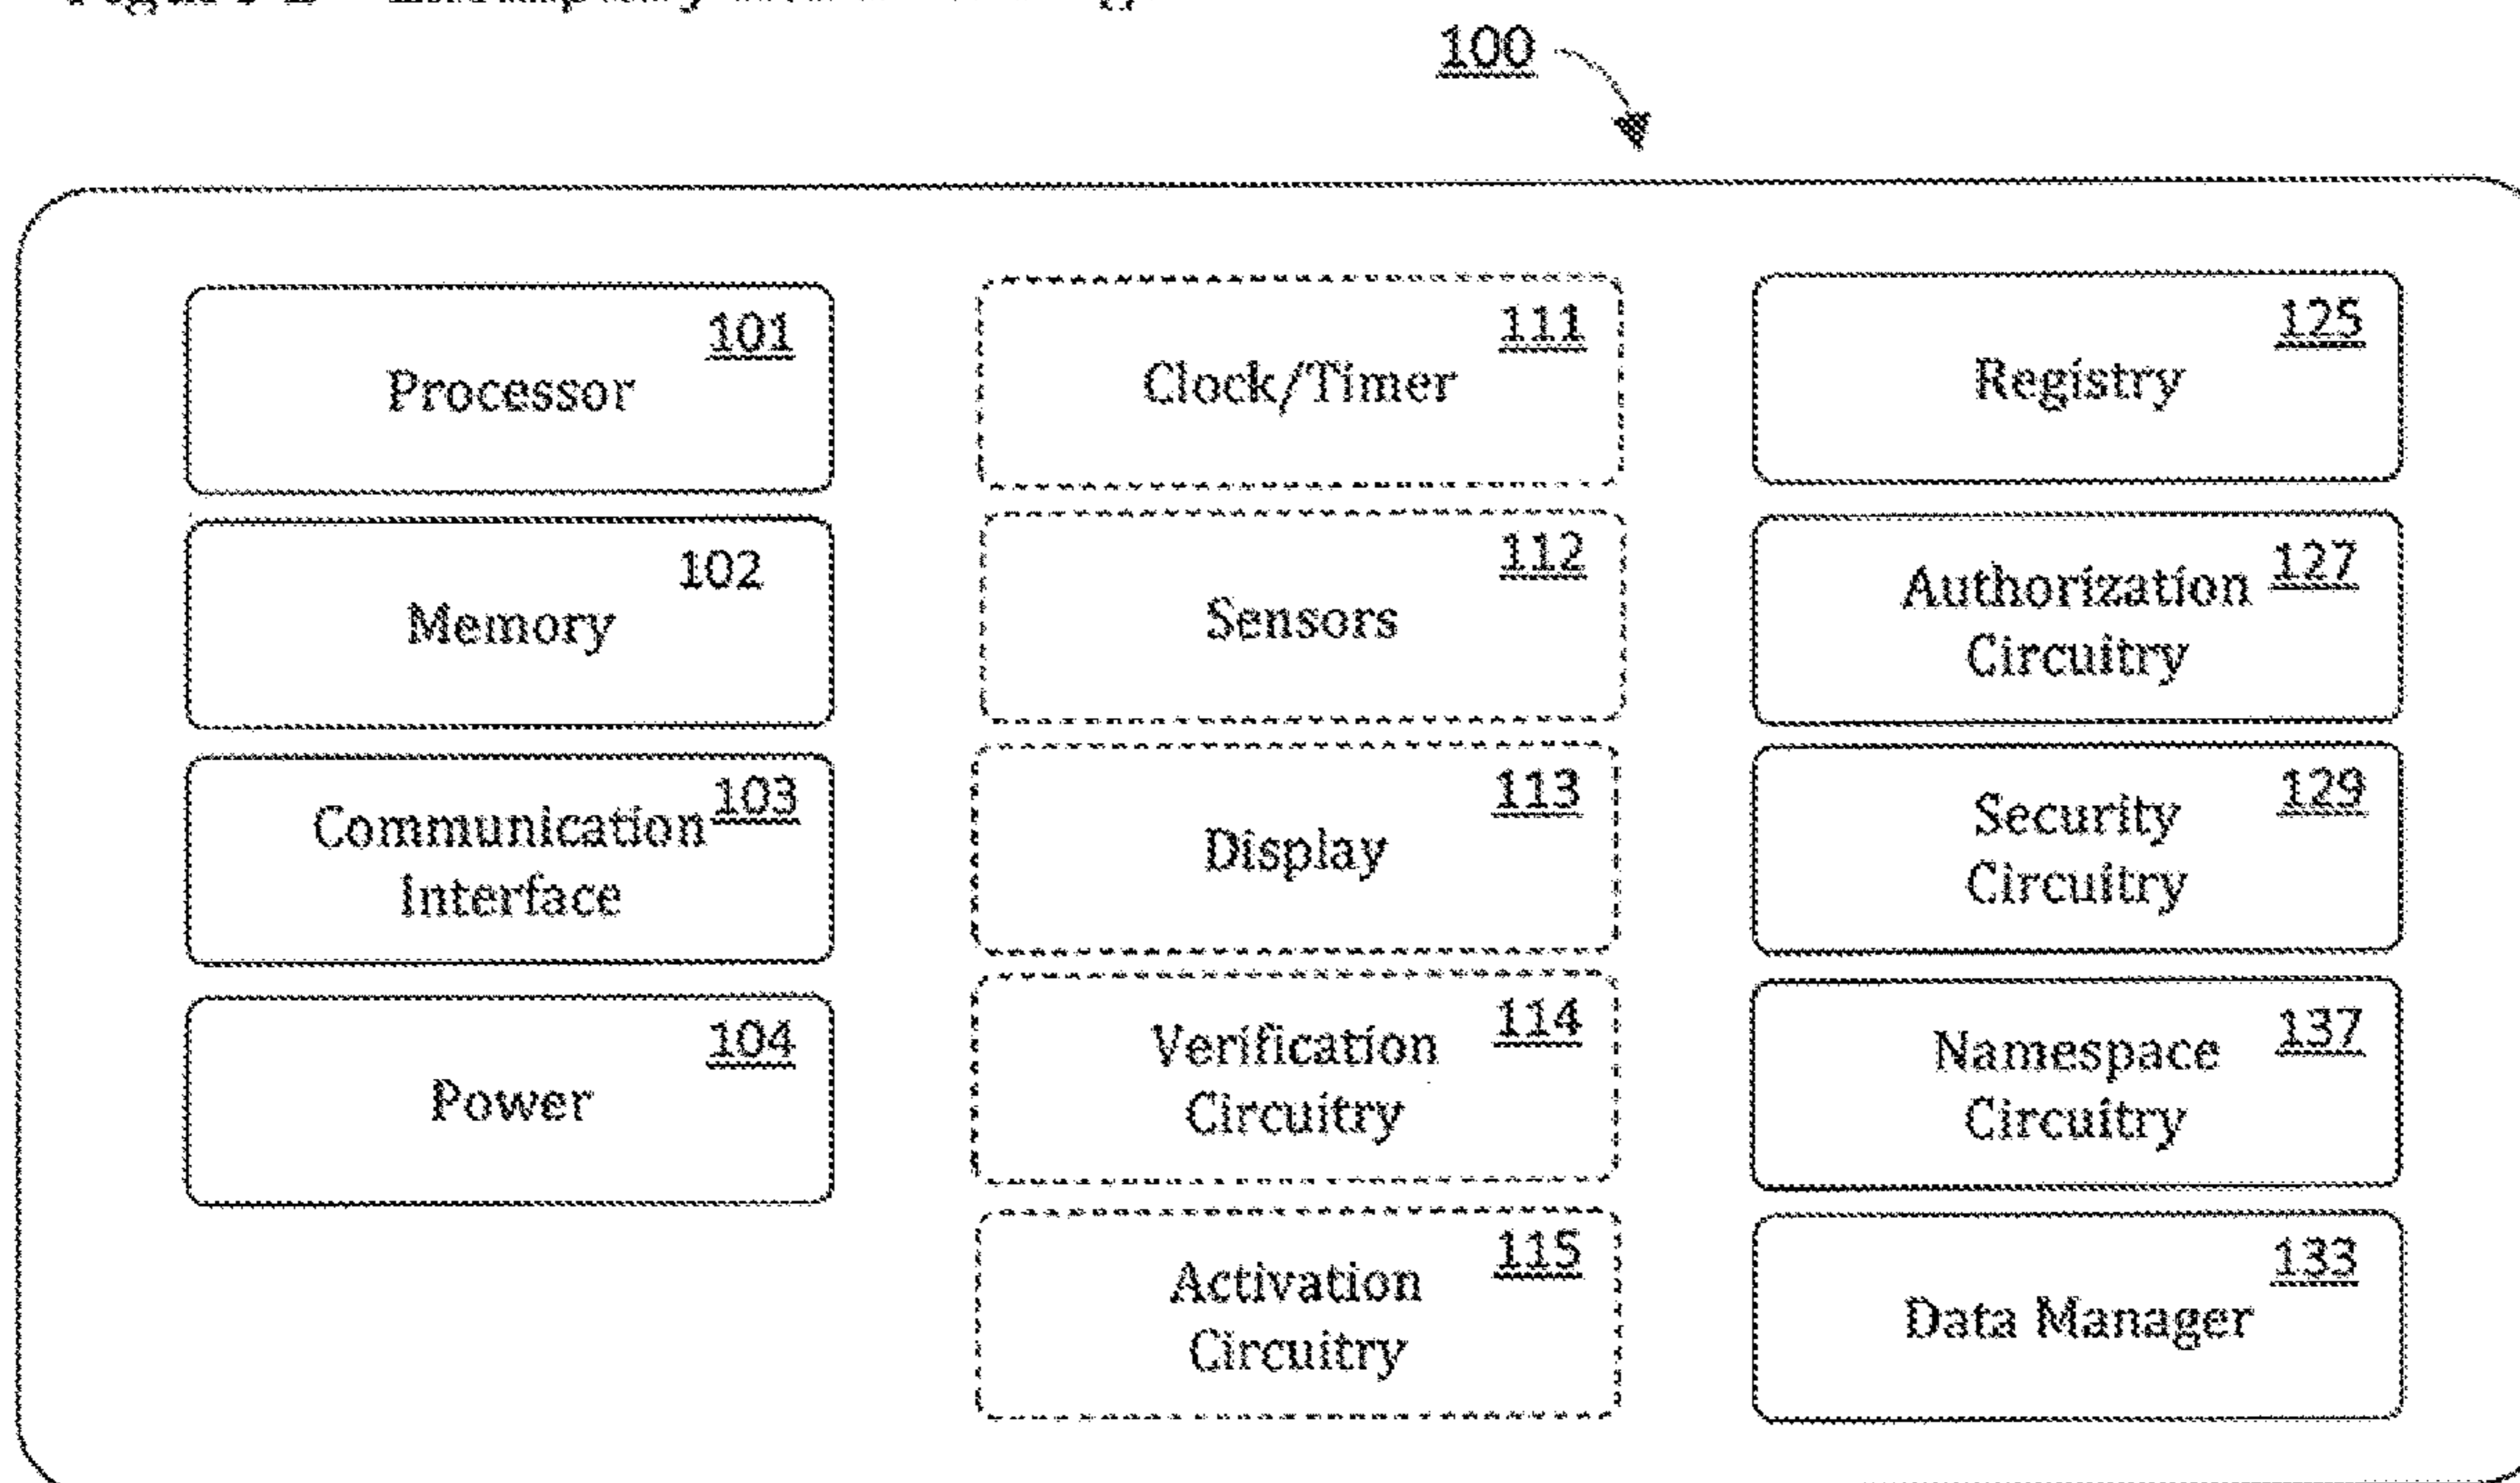 100
101
Processor
102
Memory
103
Communication
Interface
104
Power
111
Clock/Timer
112
Sensors
113
Display
114
Verification
Circuitry
115
Activation
Circuitry
125
Registry
127
Authorization
Circuitry
129
Security
Circuitry
137
Namespace
Circuitry
133
Data Manager